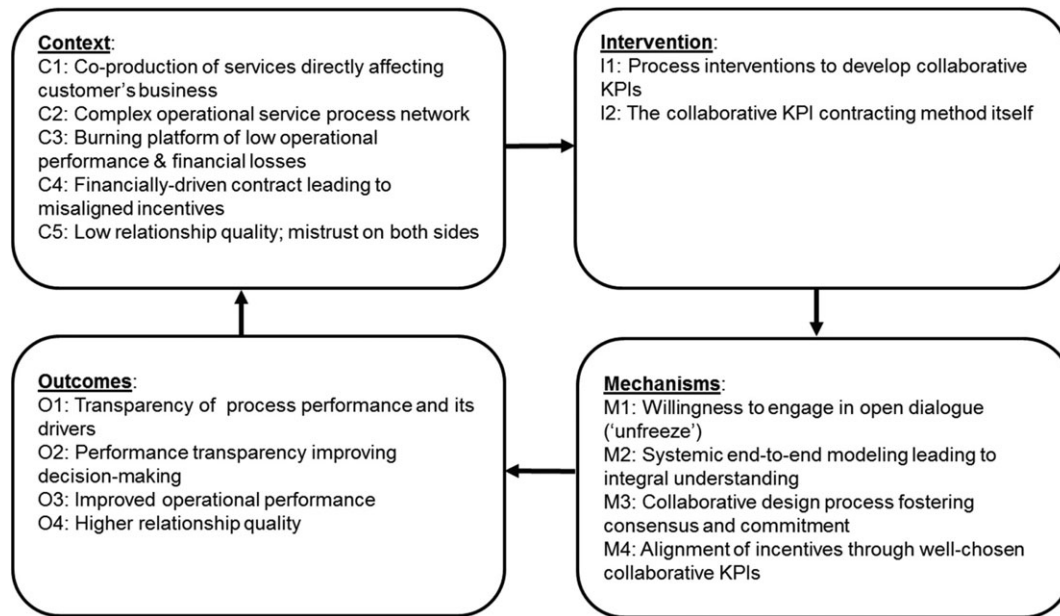 Context:
C1: Co-production of services directly affecting
customer's business
C2: Complex operational service process network
C3: Burning platform of low operational
performance & financial losses
C4: Financially-driven contract leading to
misaligned incentives
C5: Low relationship quality; mistrust on both sides
Intervention:
I1: Process interventions to develop collaborative
KPIs
I2: The collaborative KPI contracting method itself
Outcomes:
O1: Transparency of process performance and its
drivers
O2: Performance transparency improving
decision-making
O3: Improved operational performance
O4: Higher relationship quality
Mechanisms:
M1: Willingness to engage in open dialogue
('unfreeze')
M2: Systemic end-to-end modeling leading to
integral understanding
M3: Collaborative design process fostering
consensus and commitment
M4: Alignment of incentives through well-chosen
collaborative KPIs